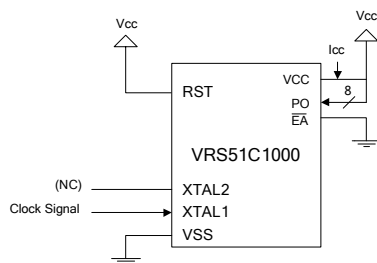 Vcc
Vcc
Icc
VCC
RST
8
PO
EA
VRS51C1000
(NC)
XTAL2
Clock Signal
XTAL1
VSS